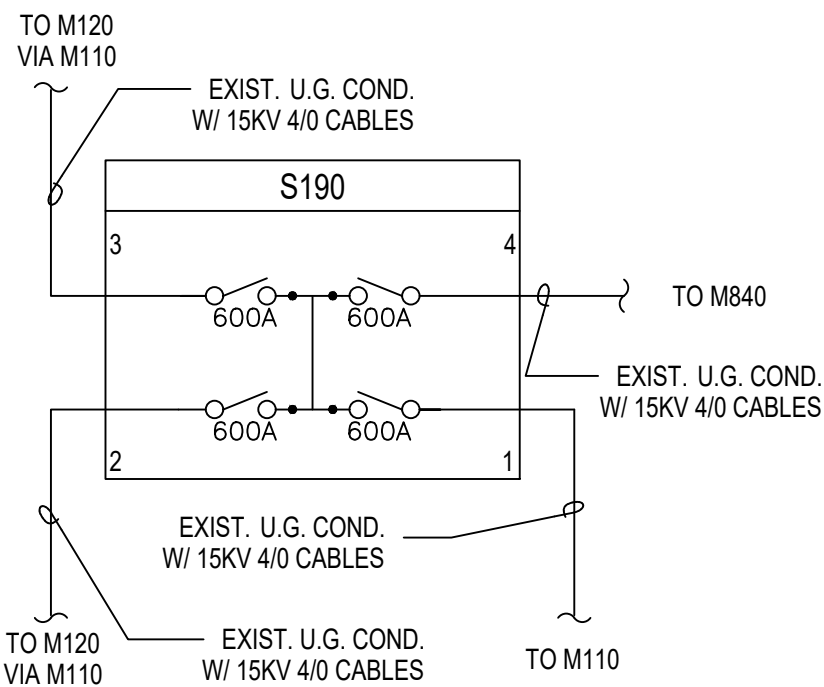 TO M120
VIA M110
EXIST. U.G. COND.
W/ 15KV 4/0 CABLES
S190
3
4
600A
600A
TO M840
EXIST. U.G. COND.
W/ 15KV 4/0 CABLES
600A
600A
2
1
EXIST. U.G. COND.
W/ 15KV 4/0 CABLES
TO M120
VIA M110
EXIST. U.G. COND.
W/ 15KV 4/0 CABLES
TO M110